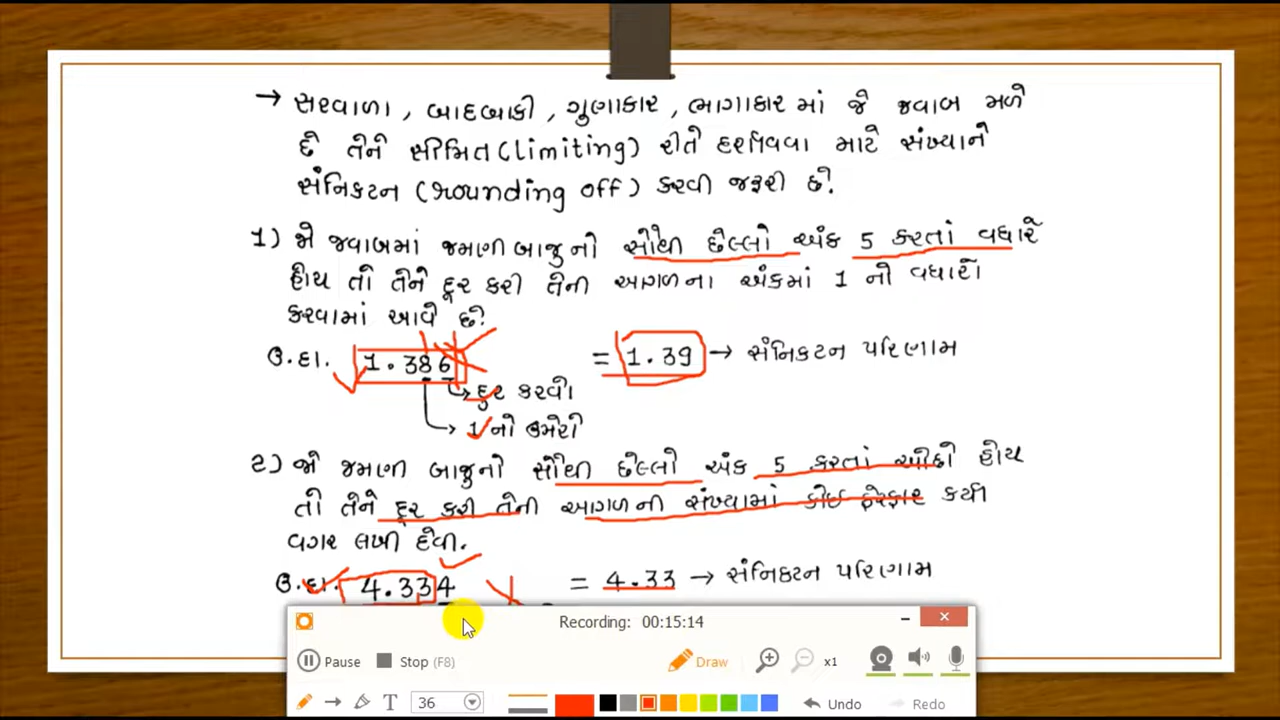 → સરવાળા, બાદબાકી, ગુણાકાર, ભાગાકાર માં જે જવાબ મળે
છે તેને સીમિત (limiting) રીતે દર્શાવવા માટે સંખ્યાને
સંનિકટન (rounding off) કરવી જરૂરી છે.
1) જો જવાબમાં જમણી બાજુનો સૌથી છેલ્લો અંક 5 કરતાં વધારે
હોય તો તેને દૂર કરી તેની આગળના અંકમાં 1 નો વધારો
કરવામાં આવે છે.
ઉ.દા. 1.386 = 1.39 → સંનિકટન પરિણામ
→ દુર કરવો
→ 1 નો ઉમેરો
2) જો જમણી બાજુનો સૌથી છેલ્લો અંક 5 કરતાં ઓછો હોય
તો તેને દૂર કરી તેની આગળની સંખ્યામાં કોઈ ફેરફાર કર્યા
વગર લખી દેવી.
ઉ.દા. 4.334 = 4.33 → સંનિકટન પરિણામ
Recording: 00:15:14
Pause Stop (F8) Draw x1
T 36 Undo Redo